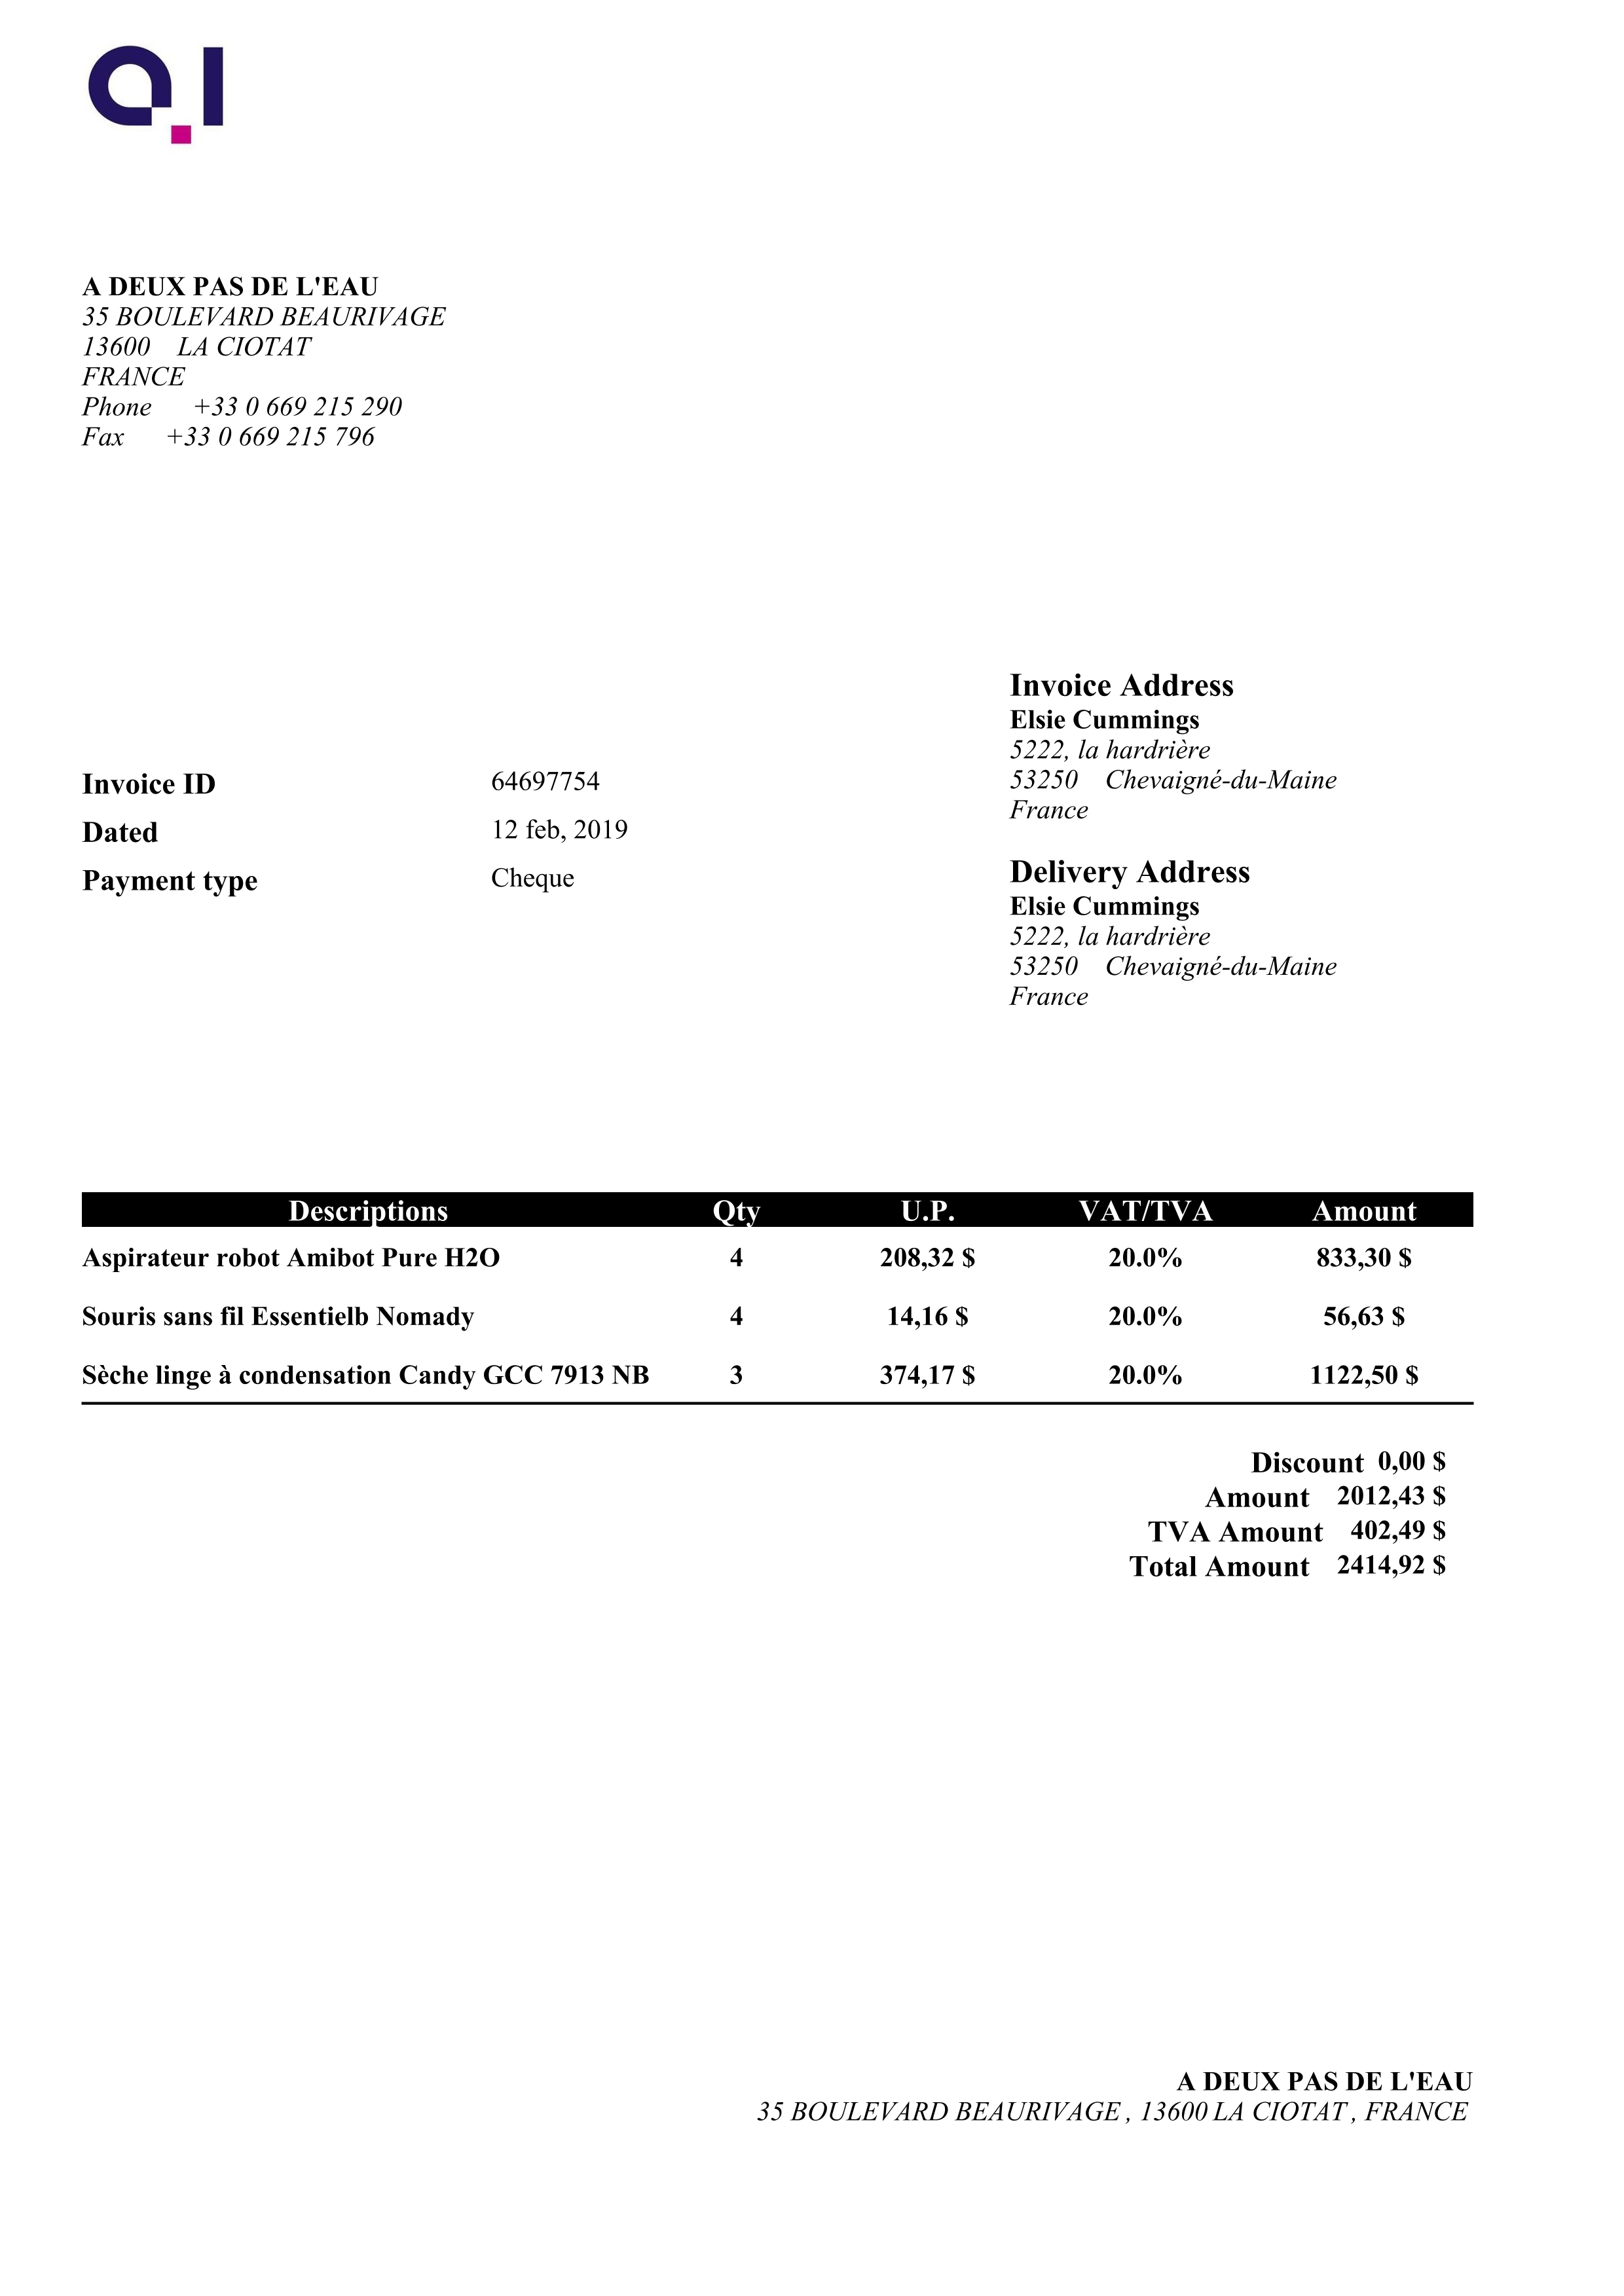 A DEUX PAS DE L'EAU
35 BOULEVARD BEAURIVAGE
13600 LA CIOTAT
FRANCE
Phone +33 0 669 215 290
Fax +33 0 669 215 796
Invoice ID 64697754
Dated 12 feb, 2019
Payment type Cheque
Invoice Address
Elsie Cummings
5222, la hardrière
53250 Chevaigné-du-Maine
France
Delivery Address
Elsie Cummings
5222, la hardrière
53250 Chevaigné-du-Maine
France
Descriptions Qty U.P. VAT/TVA Amount
Aspirateur robot Amibot Pure H2O 4 208,32 $ 20.0% 833,30 $
Souris sans fil Essentielb Nomady 4 14,16 $ 20.0% 56,63 $
Sèche linge à condensation Candy GCC 7913 NB 3 374,17 $ 20.0% 1122,50 $
Discount 0,00 $
Amount 2012,43 $
TVA Amount 402,49 $
Total Amount 2414,92 $
A DEUX PAS DE L'EAU
35 BOULEVARD BEAURIVAGE , 13600 LA CIOTAT , FRANCE